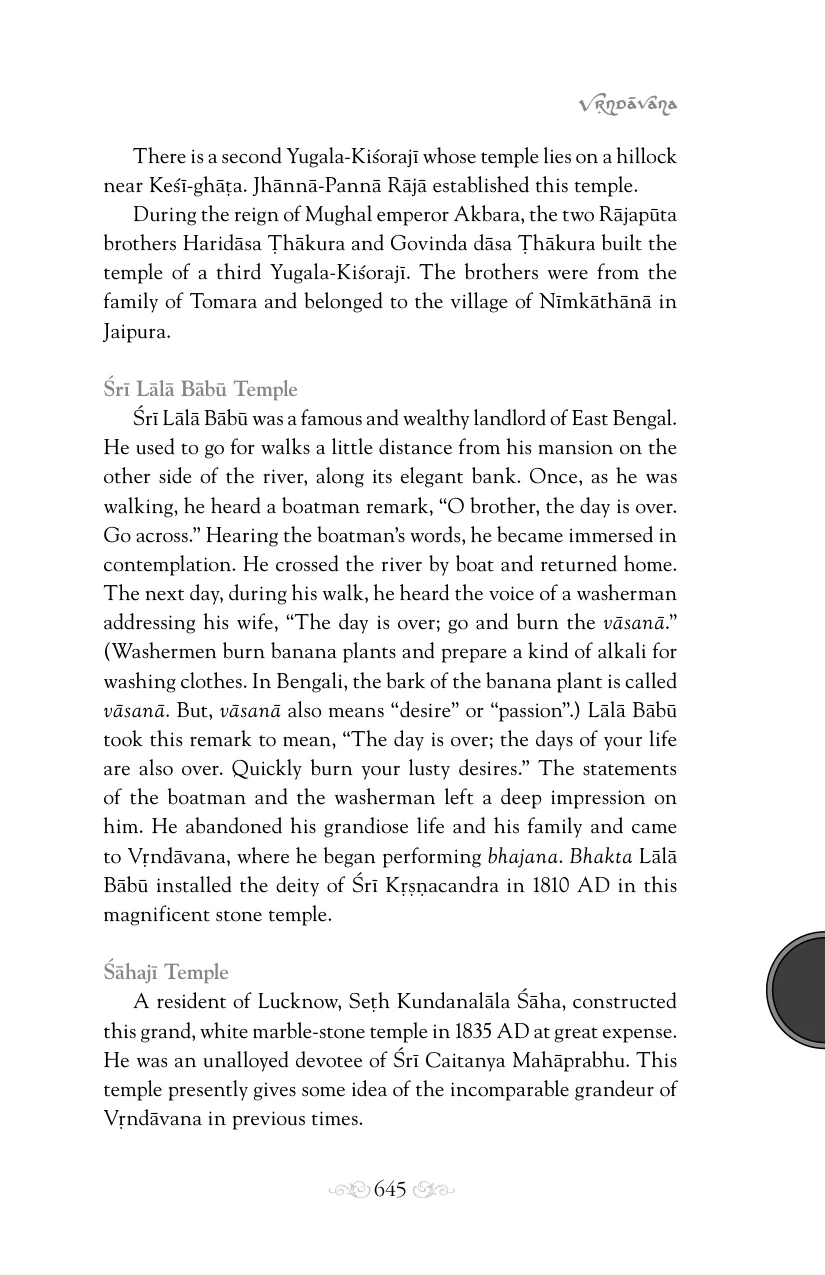 Vṛndāvana
There is a second Yugala-Kiśorajī whose temple lies on a hillock
near Keśī-ghāṭa. Jhānnā-Pannā Rājā established this temple.
During the reign of Mughal emperor Akbara, the two Rājapūta
brothers Haridāsa Ṭhākura and Govinda dāsa Ṭhākura built the
temple of a third Yugala-Kiśorajī. The brothers were from the
family of Tomara and belonged to the village of Nīmkāthānā in
Jaipura.
Śrī Lālā Bābū Temple
Śrī Lālā Bābū was a famous and wealthy landlord of East Bengal.
He used to go for walks a little distance from his mansion on the
other side of the river, along its elegant bank. Once, as he was
walking, he heard a boatman remark, “O brother, the day is over.
Go across.” Hearing the boatman’s words, he became immersed in
contemplation. He crossed the river by boat and returned home.
The next day, during his walk, he heard the voice of a washerman
addressing his wife, “The day is over; go and burn the vāsanā.”
(Washermen burn banana plants and prepare a kind of alkali for
washing clothes. In Bengali, the bark of the banana plant is called
vāsanā. But, vāsanā also means “desire” or “passion”.) Lālā Bābū
took this remark to mean, “The day is over; the days of your life
are also over. Quickly burn your lusty desires.” The statements
of the boatman and the washerman left a deep impression on
him. He abandoned his grandiose life and his family and came
to Vṛndāvana, where he began performing bhajana. Bhakta Lālā
Bābū installed the deity of Śrī Kṛṣṇacandra in 1810 AD in this
magnificent stone temple.
Śāhajī Temple
A resident of Lucknow, Seṭh Kundanalāla Śāha, constructed
this grand, white marble-stone temple in 1835 AD at great expense.
He was an unalloyed devotee of Śrī Caitanya Mahāprabhu. This
temple presently gives some idea of the incomparable grandeur of
Vṛndāvana in previous times.
645